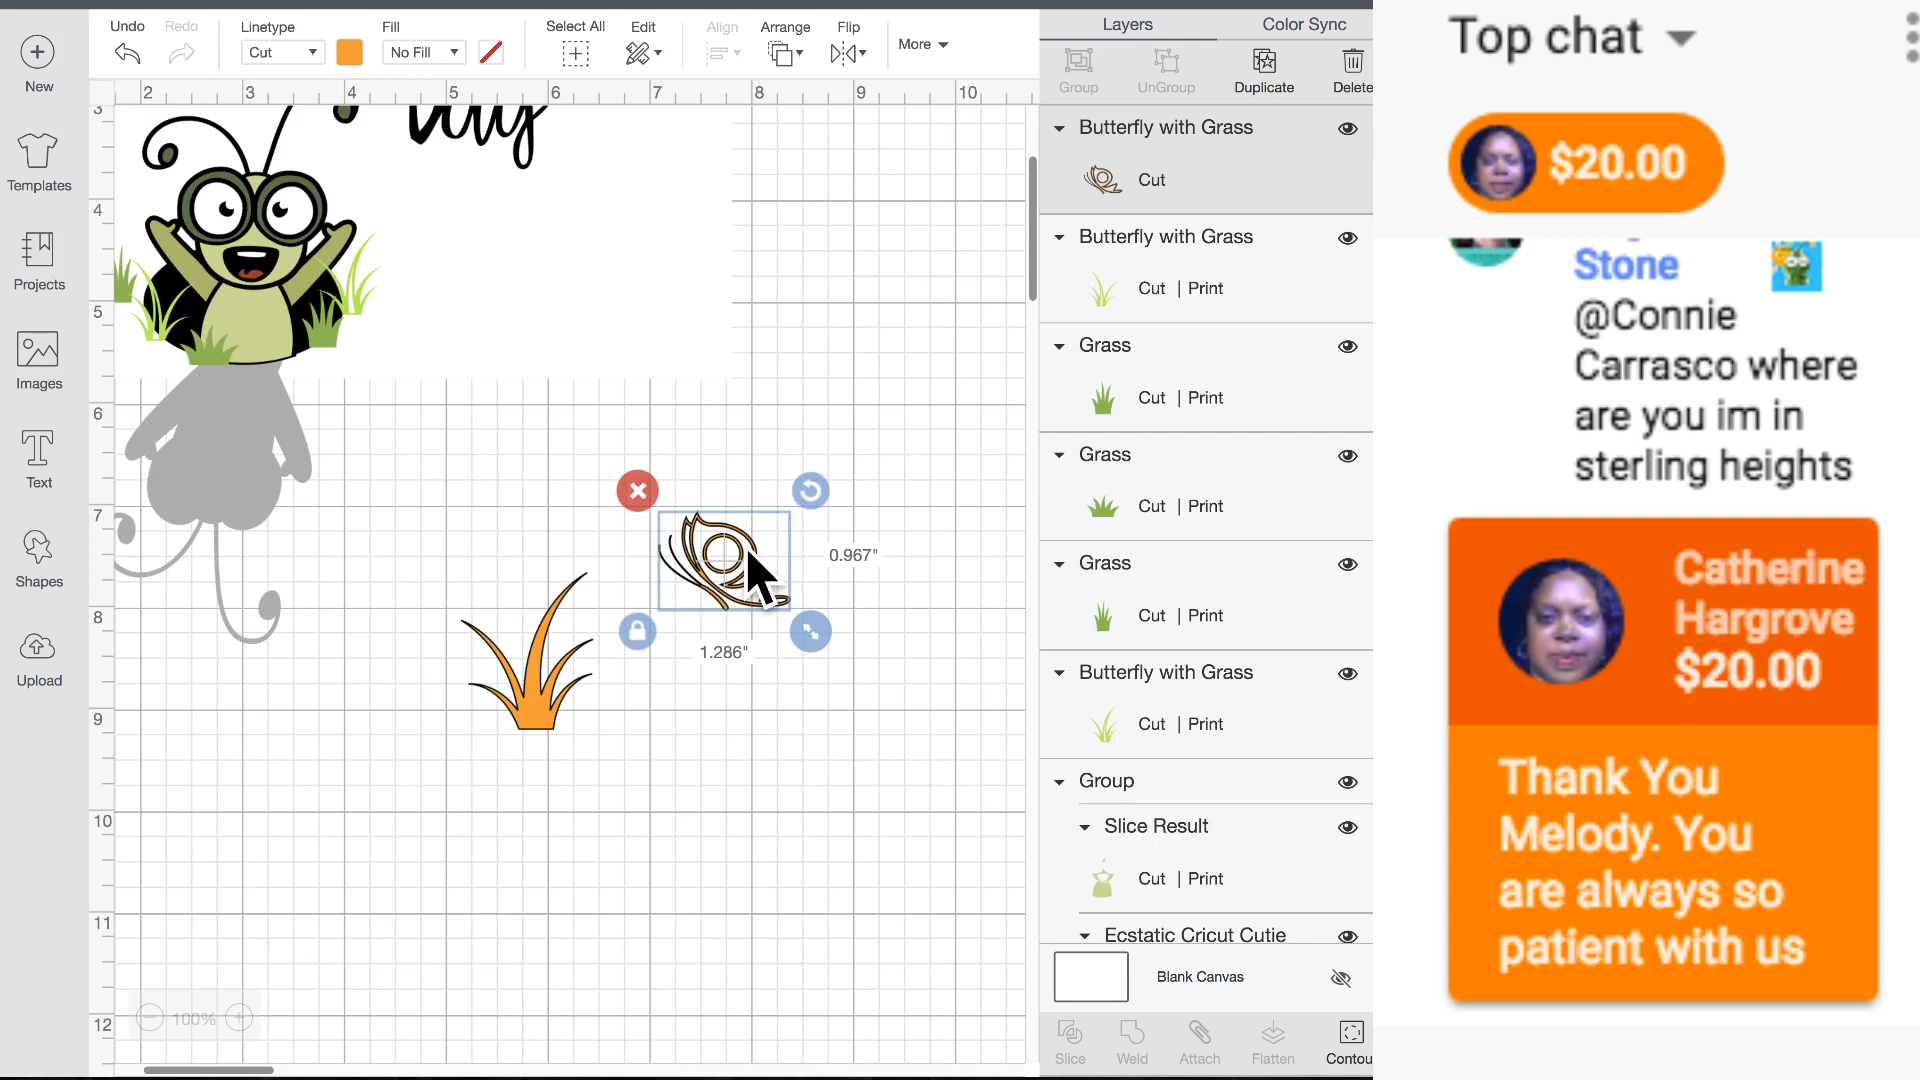 Undo
Redo
Linetype
Cut
Fill
No Fill
Select All
Edit
Align
Arrange
Flip
More
New
Templates
Projects
Images
Text
Shapes
Upload
2 3 4 5 6 7 8 9 10
3
4
5
6
7
8
9
10
11
12
0.967"
1.286"
100%
Layers
Color Sync
Group
UnGroup
Duplicate
Delete
Butterfly with Grass
Cut
Butterfly with Grass
Cut | Print
Grass
Cut | Print
Grass
Cut | Print
Grass
Cut | Print
Butterfly with Grass
Cut | Print
Group
Slice Result
Cut | Print
Ecstatic Cricut Cutie
Blank Canvas
Slice
Weld
Attach
Flatten
Contou
Top chat
$20.00
Stone
@Connie
Carrasco where
are you im in
sterling heights
Catherine
Hargrove
$20.00
Thank You
Melody. You
are always so
patient with us